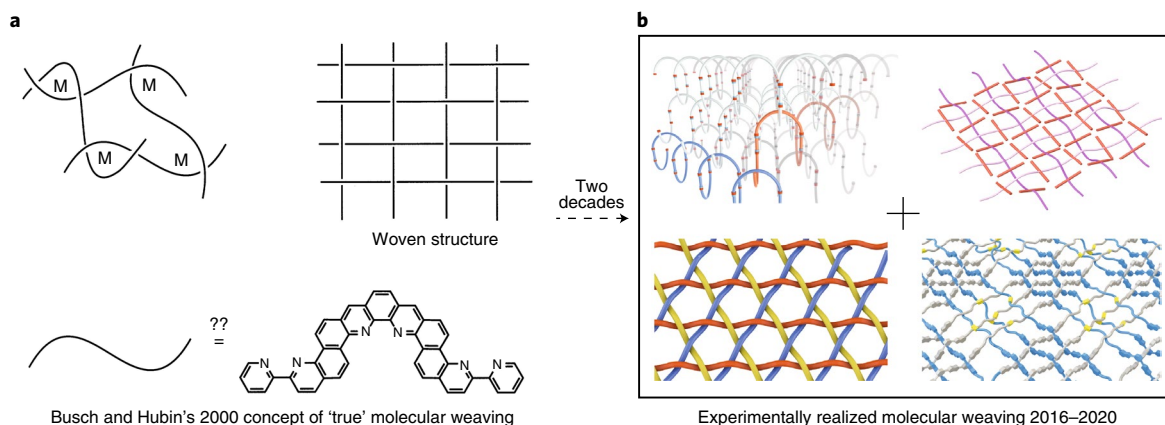 a
b
M
M
M
M
Woven structure
Two
decades
??
=
N
N
N
N
N
N
Busch and Hubin's 2000 concept of 'true' molecular weaving
Experimentally realized molecular weaving 2016–2020